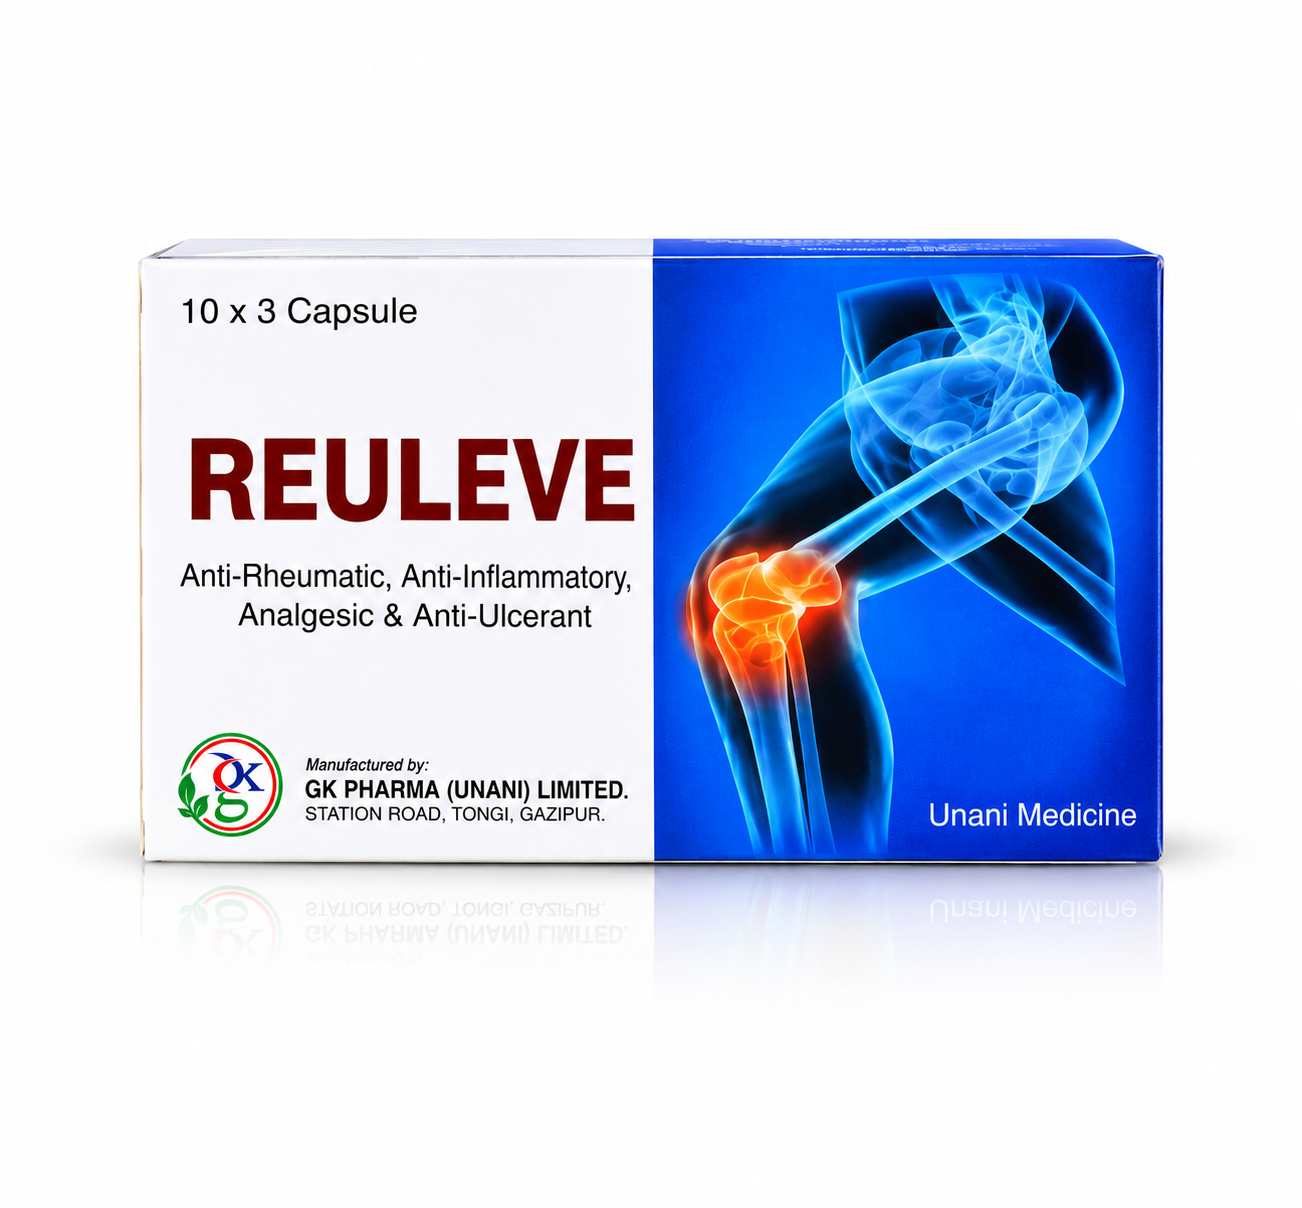 10 x 3 Capsule
REULEVE
Anti-Rheumatic, Anti-Inflammatory,
Analgesic & Anti-Ulcerant
Manufactured by:
GK PHARMA (UNANI) LIMITED.
STATION ROAD, TONGI, GAZIPUR.
gk
Unani Medicine